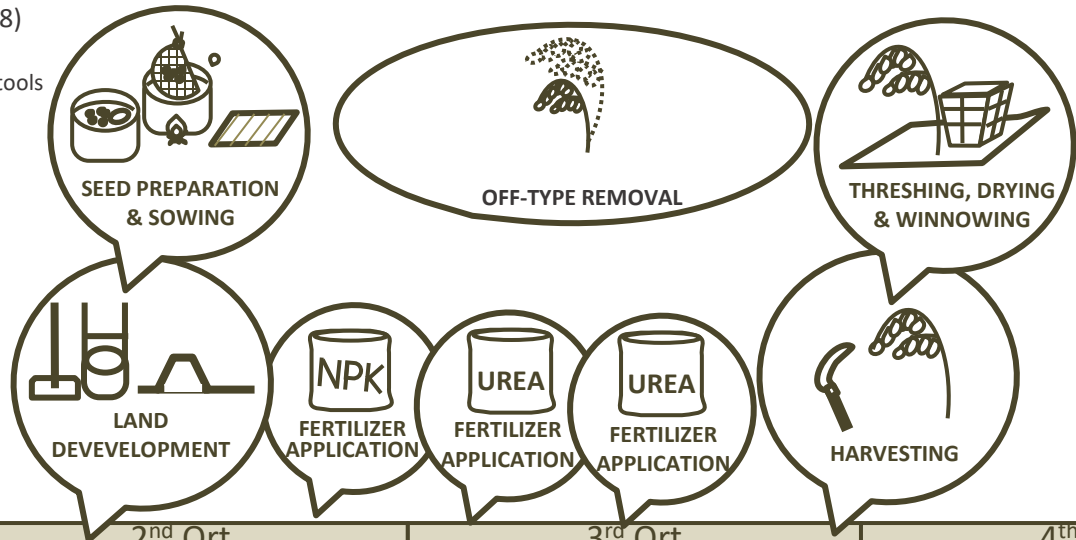 8)
tools
SEED PREPARATION
& SOWING
OFF-TYPE REMOVAL
THRESHING, DRYING
& WINNOWING
LAND
DEVEVELOPMENT
NPK
FERTILIZER
APPLICATION
UREA
FERTILIZER
APPLICATION
UREA
FERTILIZER
APPLICATION
HARVESTING
2nd Qrt
3rd Qrt
4th